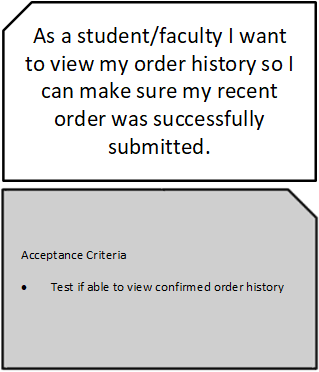 As a student/faculty I want
to view my order history so I
can make sure my recent
order was successfully
submitted.
Acceptance Criteria
• Test if able to view confirmed order history